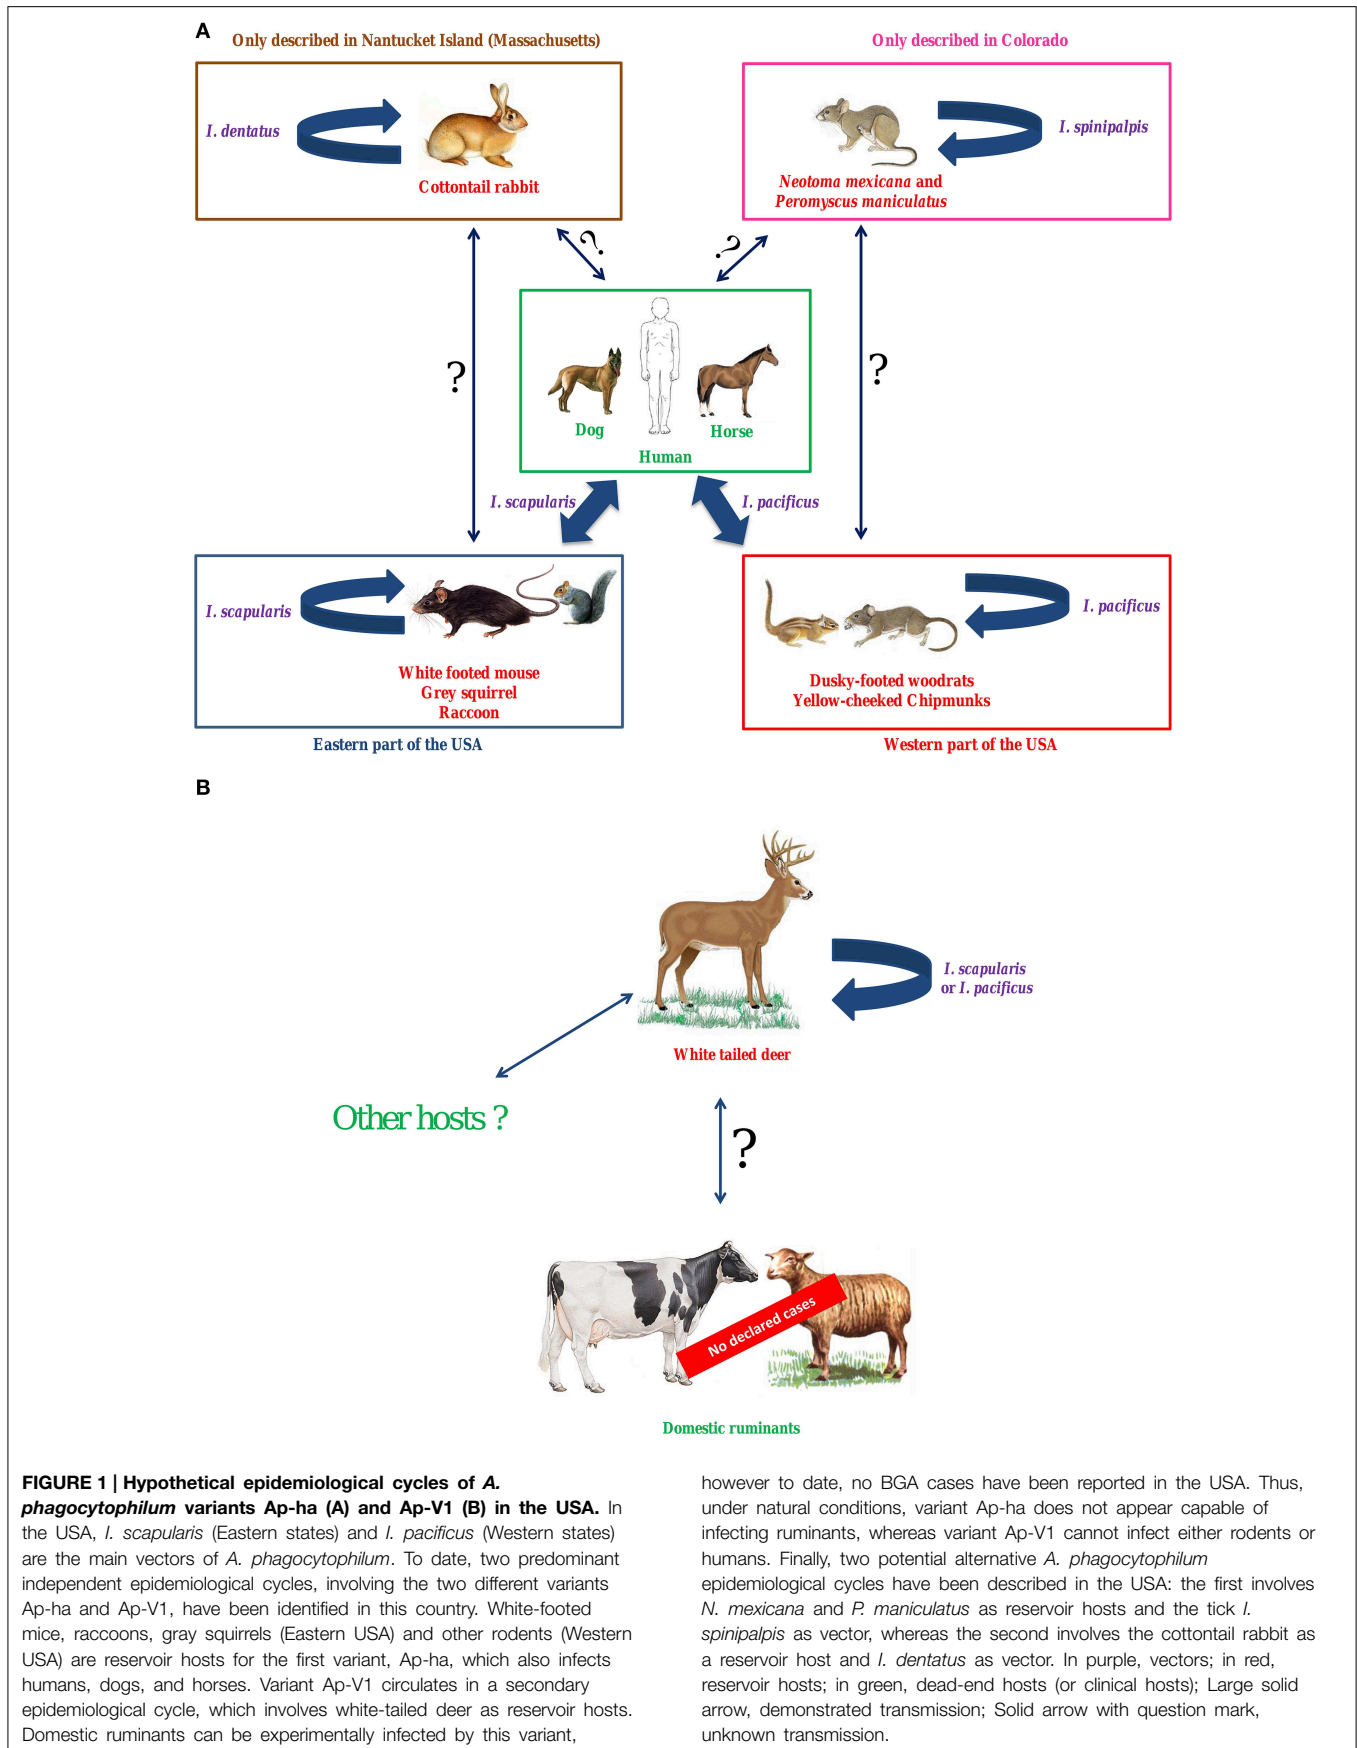 A
Only described in Nantucket Island (Massachusetts)
Only described in Colorado
I. dentatus
Cottontail rabbit
I. spinipalpis
Neotoma mexicana and
Peromyscus maniculatus
?
?
?
?
Dog
Horse
Human
I. scapularis
I. pacificus
I. scapularis
White footed mouse
Grey squirrel
Raccoon
I. pacificus
Dusky-footed woodrats
Yellow-cheeked Chipmunks
Eastern part of the USA
Western part of the USA
B
I. scapularis
or I. pacificus
White tailed deer
Other hosts ?
?
No declared cases
Domestic ruminants
FIGURE 1 | Hypothetical epidemiological cycles of A.
phagocytophilum variants Ap-ha (A) and Ap-V1 (B) in the USA. In
the USA, I. scapularis (Eastern states) and I. pacificus (Western states)
are the main vectors of A. phagocytophilum. To date, two predominant
independent epidemiological cycles, involving the two different variants
Ap-ha and Ap-V1, have been identified in this country. White-footed
mice, raccoons, gray squirrels (Eastern USA) and other rodents (Western
USA) are reservoir hosts for the first variant, Ap-ha, which also infects
humans, dogs, and horses. Variant Ap-V1 circulates in a secondary
epidemiological cycle, which involves white-tailed deer as reservoir hosts.
Domestic ruminants can be experimentally infected by this variant,
however to date, no BGA cases have been reported in the USA. Thus,
under natural conditions, variant Ap-ha does not appear capable of
infecting ruminants, whereas variant Ap-V1 cannot infect either rodents or
humans. Finally, two potential alternative A. phagocytophilum
epidemiological cycles have been described in the USA: the first involves
N. mexicana and P. maniculatus as reservoir hosts and the tick I.
spinipalpis as vector, whereas the second involves the cottontail rabbit as
a reservoir host and I. dentatus as vector. In purple, vectors; in red,
reservoir hosts; in green, dead-end hosts (or clinical hosts); Large solid
arrow, demonstrated transmission; Solid arrow with question mark,
unknown transmission.